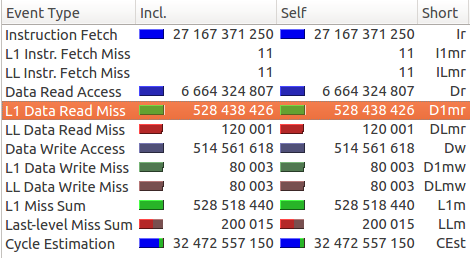 Event Type Incl. Self Short
Instruction Fetch 27 167 371 250 27 167 371 250 Ir
L1 Instr. Fetch Miss 11 11 I1mr
LL Instr. Fetch Miss 11 11 ILmr
Data Read Access 6 664 324 807 6 664 324 807 Dr
L1 Data Read Miss 528 438 426 528 438 426 D1mr
LL Data Read Miss 120 001 120 001 DLmr
Data Write Access 514 561 618 514 561 618 Dw
L1 Data Write Miss 80 003 80 003 D1mw
LL Data Write Miss 80 003 80 003 DLmw
L1 Miss Sum 528 518 440 528 518 440 L1m
Last-level Miss Sum 200 015 200 015 LLm
Cycle Estimation 32 472 557 150 32 472 557 150 CEst